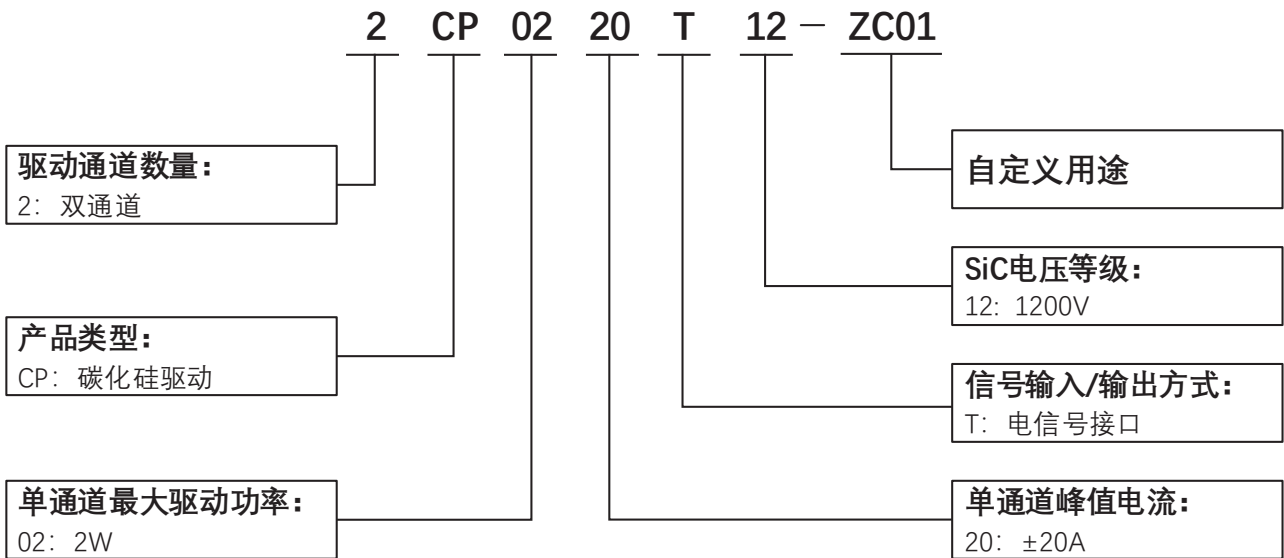 2 CP 02 20 T 12 — ZC01
驱动通道数量：
2：双通道
自定义用途
SiC电压等级：
12：1200V
产品类型：
CP：碳化硅驱动
信号输入/输出方式：
T：电信号接口
单通道最大驱动功率：
02：2W
单通道峰值电流：
20：±20A